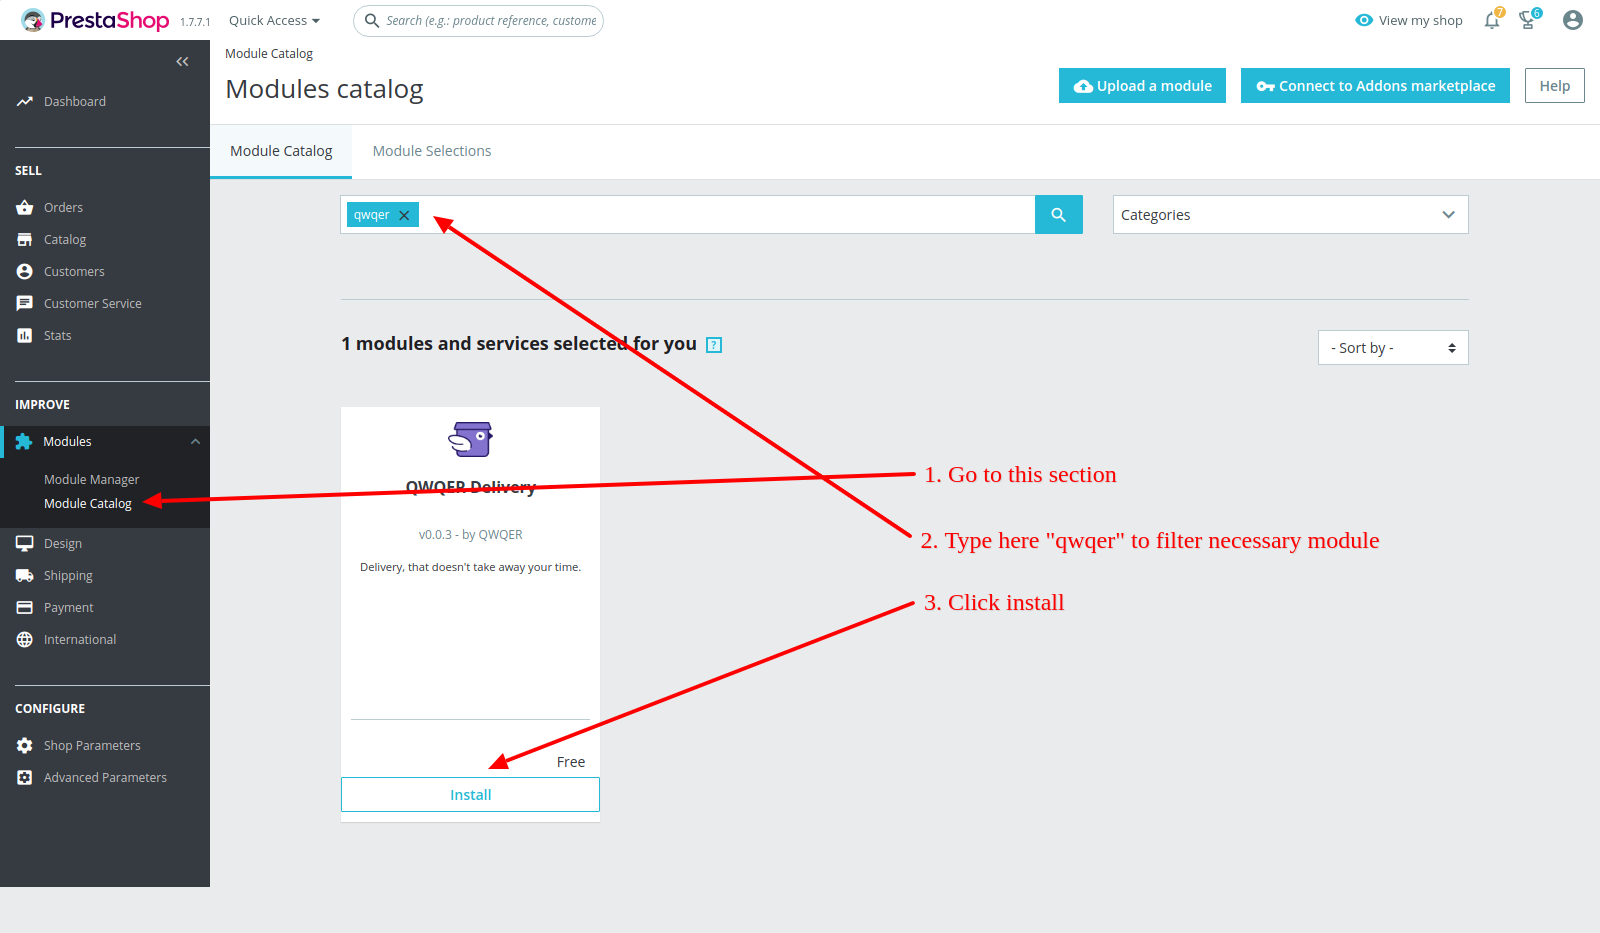 PrestaShop 1.7.7.1 Quick Access Search (e.g.: product reference, custome View my shop 7 6
Module Catalog
Modules catalog
Upload a module Connect to Addons marketplace Help
Module Catalog Module Selections
Dashboard
SELL
Orders
Catalog
Customers
Customer Service
Stats
IMPROVE
Modules
Module Manager
Module Catalog
Design
Shipping
Payment
International
CONFIGURE
Shop Parameters
Advanced Parameters
qwqer Categories
1 modules and services selected for you ? - Sort by -
QWQER Delivery
v0.0.3 - by QWQER
Delivery, that doesn't take away your time.
Free
Install
1. Go to this section
2. Type here "qwqer" to filter necessary module
3. Click install